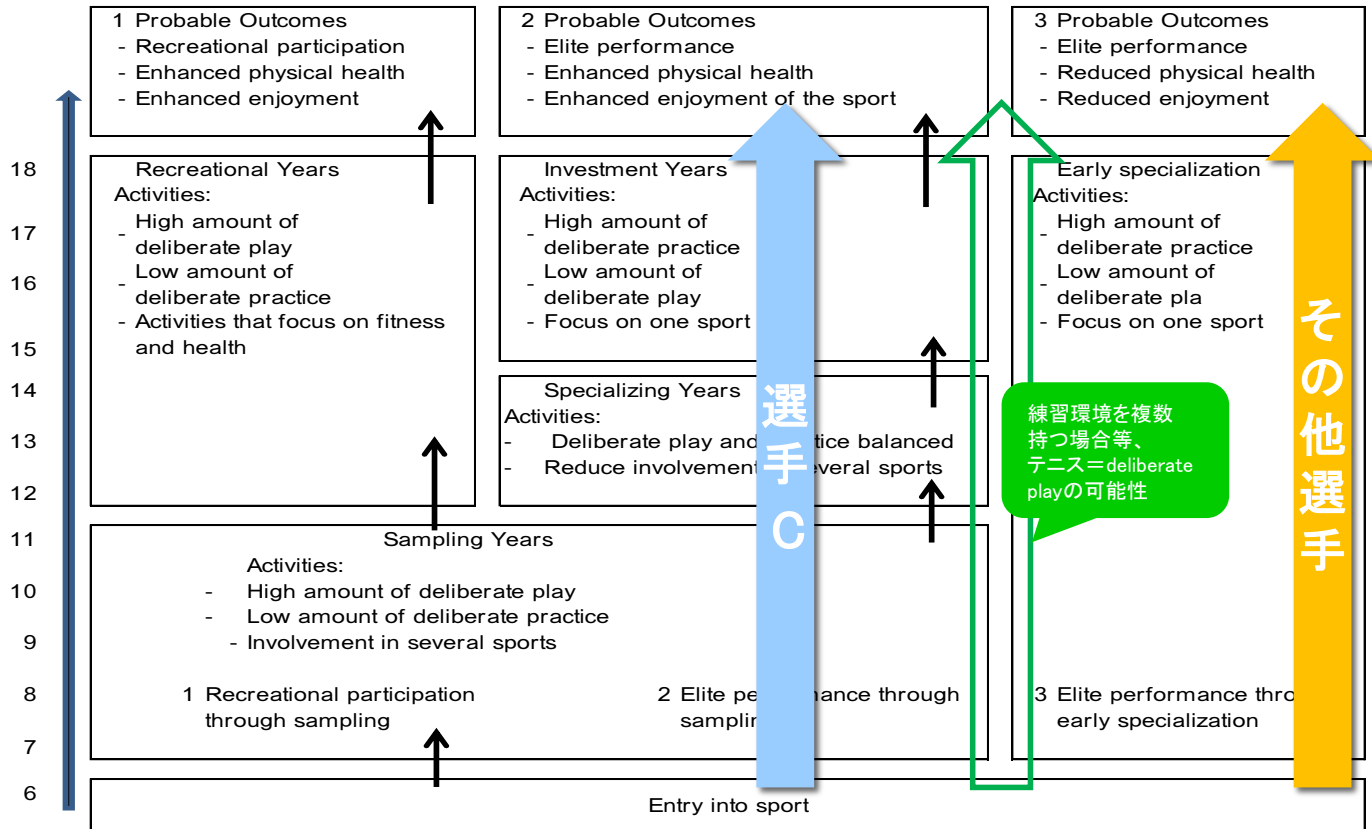 1 Probable Outcomes
- Recreational participation
- Enhanced physical health
- Enhanced enjoyment
2 Probable Outcomes
- Elite performance
- Enhanced physical health
- Enhanced enjoyment of the sport
3 Probable Outcomes
- Elite performance
- Reduced physical health
- Reduced enjoyment
18
17
16
15
14
13
12
11
10
9
8
7
6
Recreational Years
Activities:
- High amount of
deliberate play
- Low amount of
deliberate practice
- Activities that focus on fitness
and health
Investment Years
Activities:
- High amount of
deliberate practice
- Low amount of
deliberate play
- Focus on one sport
Early specialization
Activities:
- High amount of
deliberate practice
- Low amount of
deliberate pla
- Focus on one sport
Specializing Years
Activities:
- Deliberate play and tice balanced
- Reduce involvement several sports
選手C
練習環境を複数
持つ場合等、
テニス＝deliberate
playの可能性
その他選手
Sampling Years
Activities:
- High amount of deliberate play
- Low amount of deliberate practice
- Involvement in several sports
1 Recreational participation
through sampling
2 Elite pe mance through
samplin
3 Elite performance thro
early specialization
Entry into sport